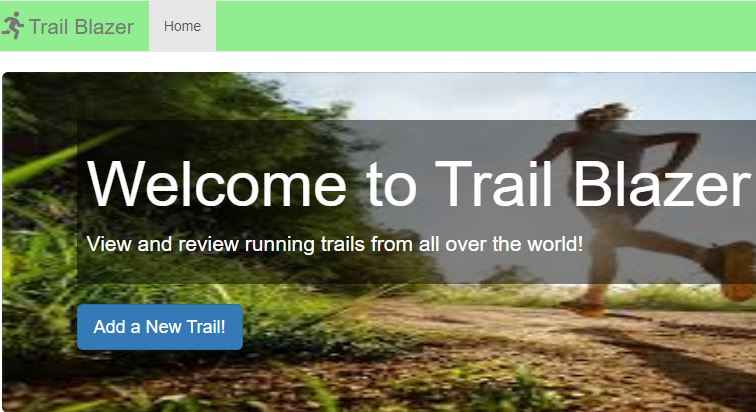 Trail Blazer Home
Welcome to Trail Blazer
View and review running trails from all over the world!
Add a New Trail!